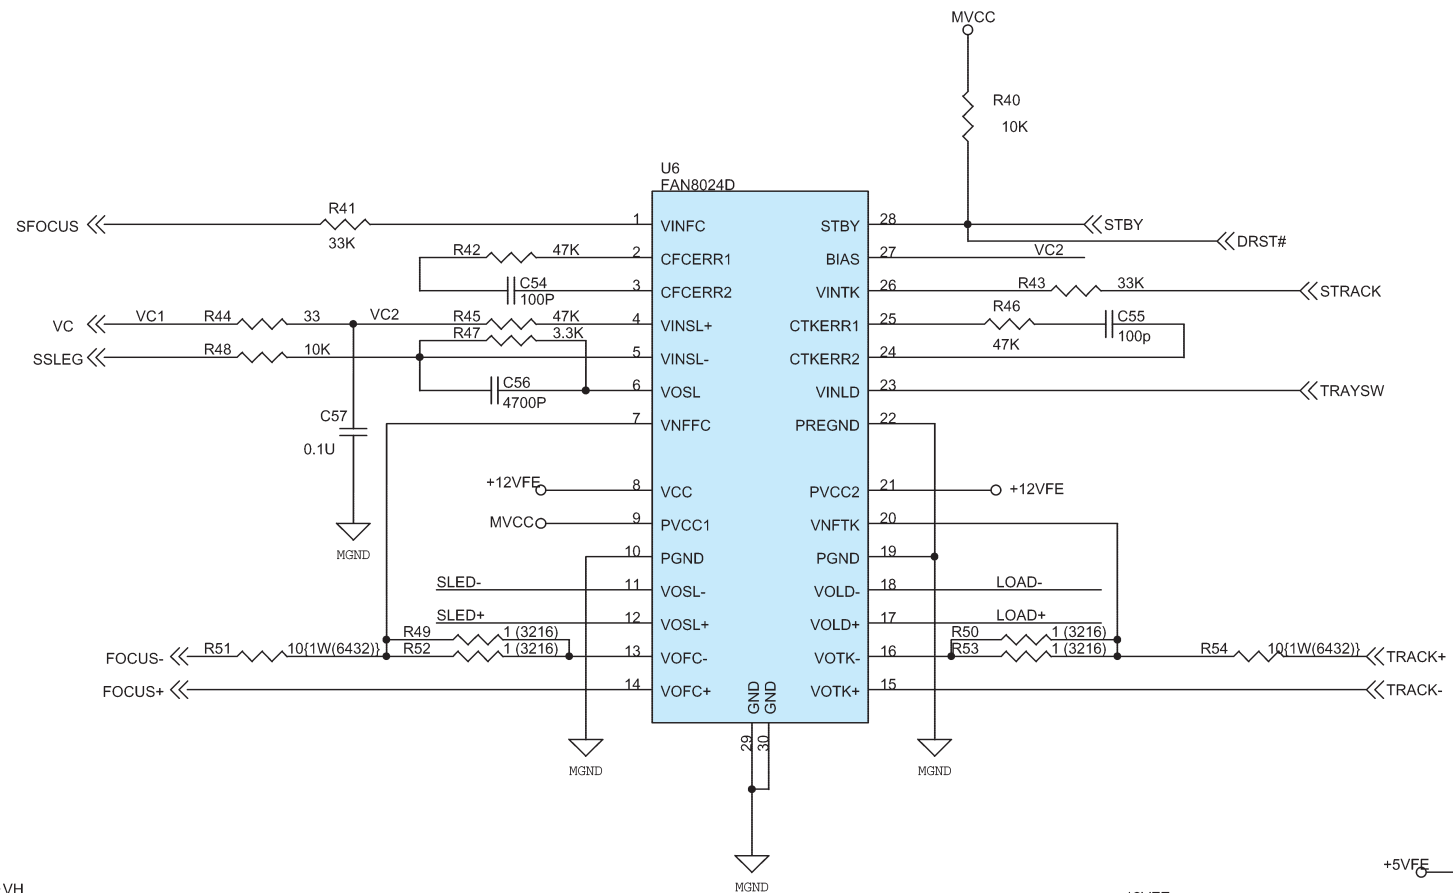 MVCC
R40
10K
U6
FAN8024D
SFOCUS
R41
33K
1
VINFC
STBY
28
STBY
DRST#
R42
47K
2
CFCERR1
BIAS
27
VC2
C54
100P
3
CFCERR2
VINTK
26
R43
33K
STRACK
VC
VC1
R44
33
VC2
R45
47K
4
VINSL+
CTKERR1
25
R46
47K
C55
100p
R47
3.3K
SSLEG
R48
10K
5
VINSL-
CTKERR2
24
C56
4700P
6
VOSL
VINLD
23
TRAYSW
C57
0.1U
7
VNFFC
PREGND
22
+12VFE
8
VCC
PVCC2
21
+12VFE
MVCC
9
PVCC1
VNFTK
20
MGND
10
PGND
PGND
19
SLED-
11
VOSL-
VOLD-
18
LOAD-
SLED+
12
VOSL+
VOLD+
17
LOAD+
R49
1 (3216)
R50
1 (3216)
FOCUS-
R51
10{1W(6432)}
R52
1 (3216)
13
VOFC-
VOTK-
16
R53
1 (3216)
R54
10{1W(6432)}
TRACK+
FOCUS+
14
VOFC+
VOTK+
15
TRACK-
GND
GND
29
30
MGND
MGND
MGND
+5VFE
VH